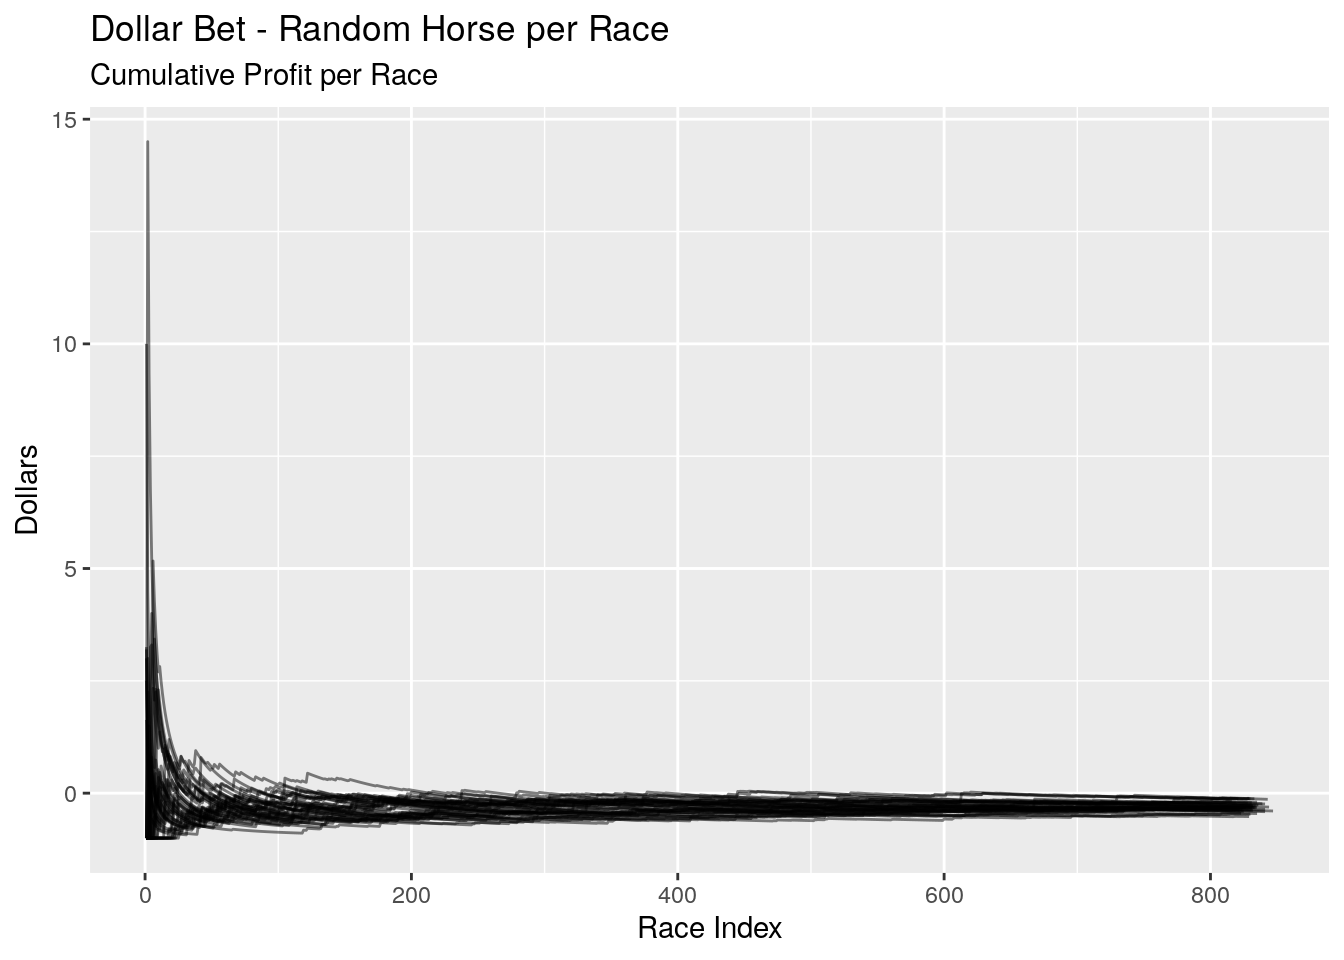 Dollar Bet - Random Horse per Race
Cumulative Profit per Race
15
10
5
0
Dollars
0 200 400 600 800
Race Index